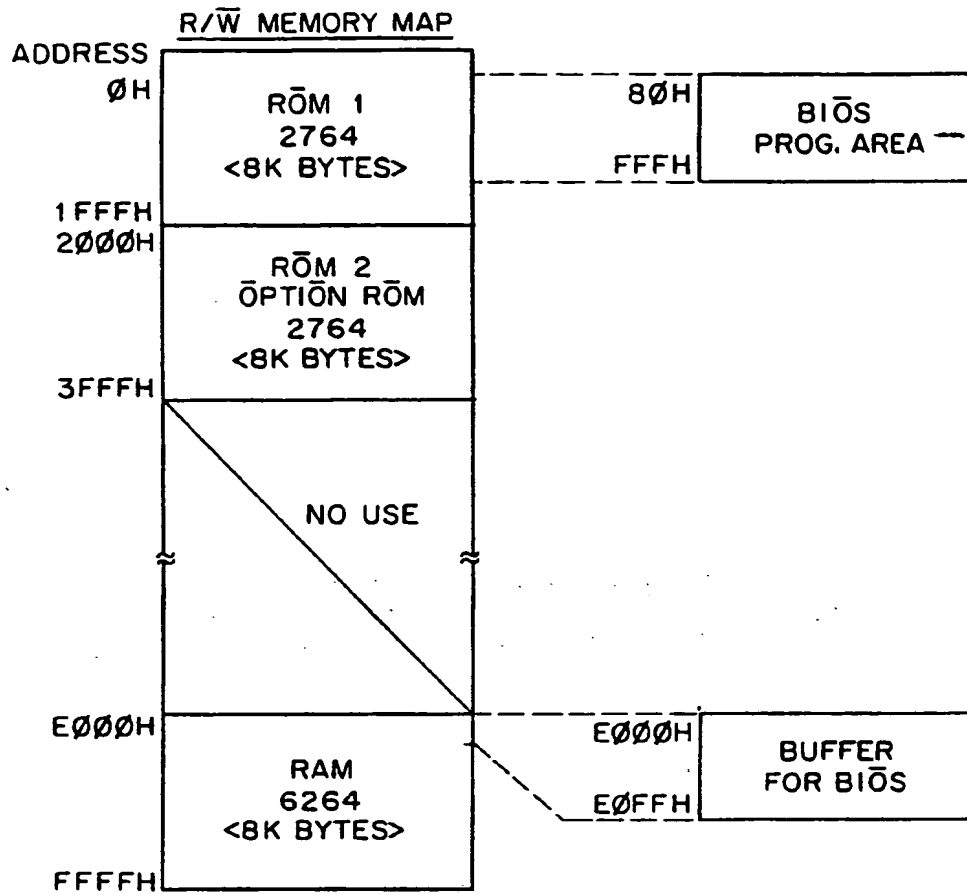 R/W̅ MEMORY MAP
ADDRESS
ØH
RŌM 1
2764
<8K BYTES>
1FFFH
2ØØØH
RŌM 2
ŌPTIŌN RŌM
2764
<8K BYTES>
3FFFH
NO USE
EØØØH
RAM
6264
<8K BYTES>
FFFFH
8ØH
FFFH
BIŌS
PROG. AREA
EØØØH
EØFFH
BUFFER
FOR BIŌS